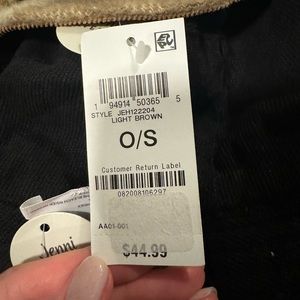 1 94914 50365 5
STYLE JEH122204
LIGHT BROWN
O/S
Customer Return Label
082008106297
AA01-001
Jenni
$44.99